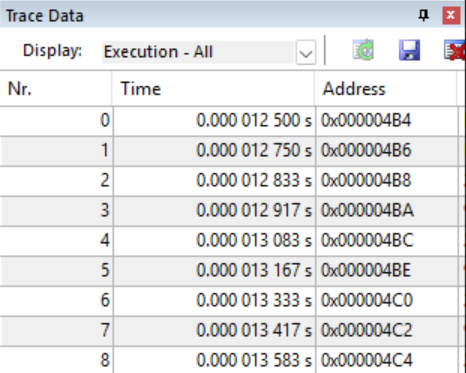 Trace Data
Display: Execution - All
Nr. Time Address
0 0.000 012 500 s 0x000004B4
1 0.000 012 750 s 0x000004B6
2 0.000 012 833 s 0x000004B8
3 0.000 012 917 s 0x000004BA
4 0.000 013 083 s 0x000004BC
5 0.000 013 167 s 0x000004BE
6 0.000 013 333 s 0x000004C0
7 0.000 013 417 s 0x000004C2
8 0.000 013 583 s 0x000004C4